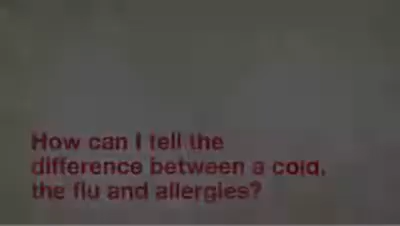 How can I tell the
difference between a cold,
the flu and allergies?